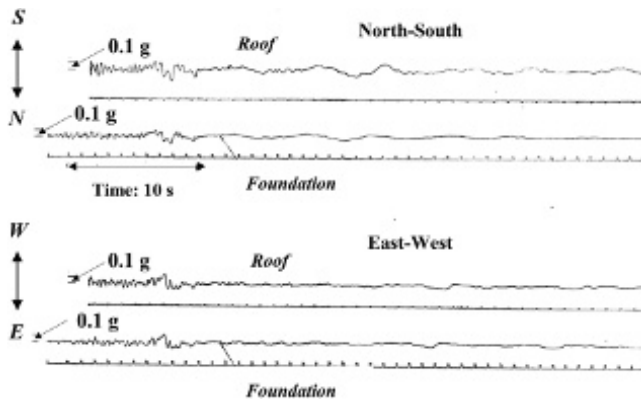 S
0.1 g
Roof
North-South
N
0.1 g
Time: 10 s
Foundation
W
East-West
0.1 g
Roof
E
0.1 g
Foundation